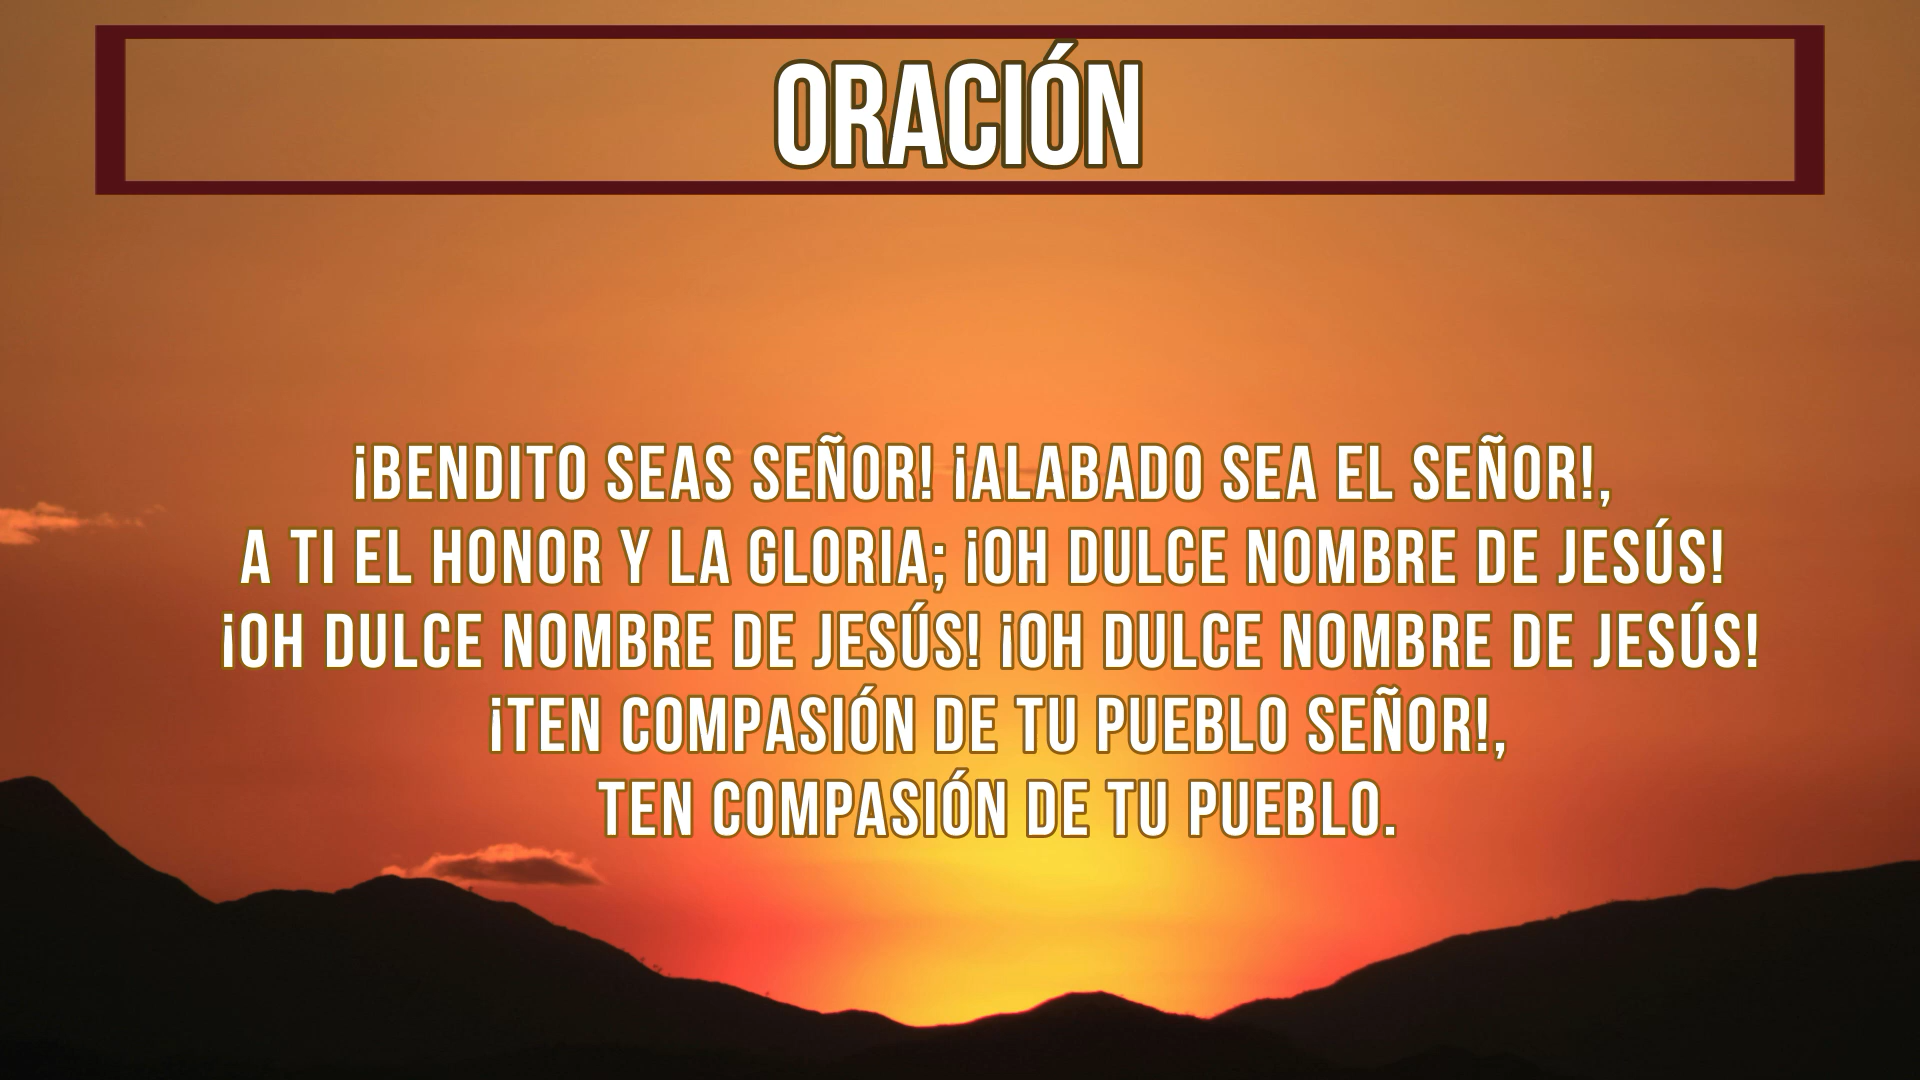 ORACIÓN
¡BENDITO SEAS SEÑOR! ¡ALABADO SEA EL SEÑOR!,
A TI EL HONOR Y LA GLORIA; ¡OH DULCE NOMBRE DE JESÚS!
¡OH DULCE NOMBRE DE JESÚS! ¡OH DULCE NOMBRE DE JESÚS!
¡TEN COMPASIÓN DE TU PUEBLO SEÑOR!,
TEN COMPASIÓN DE TU PUEBLO.